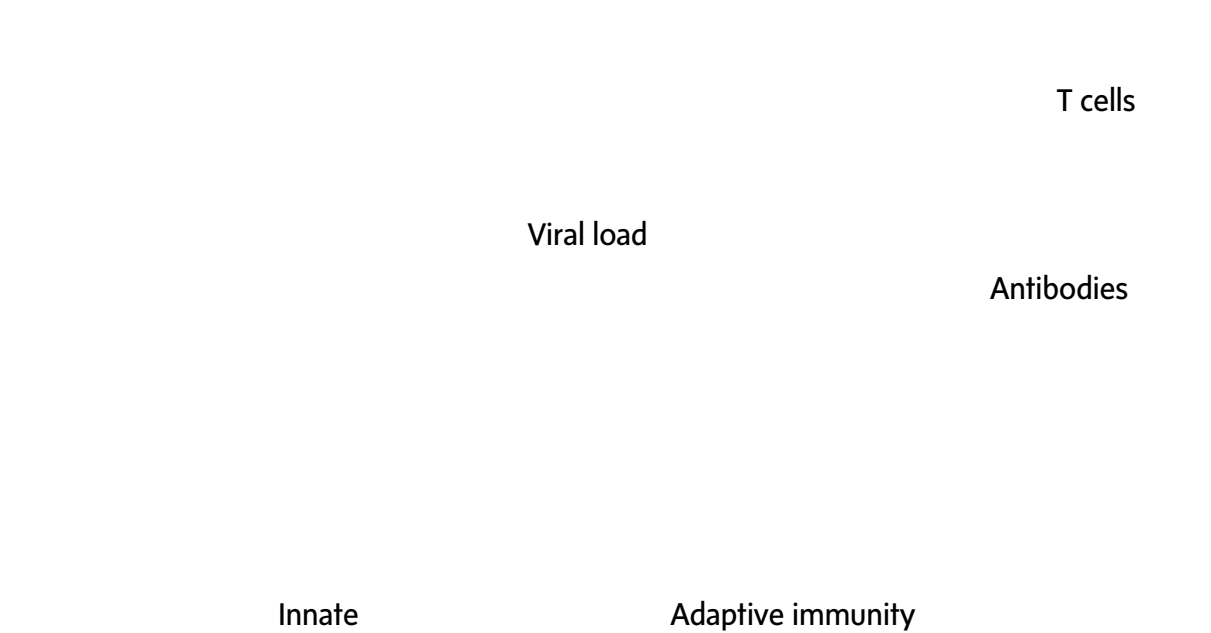 T cells
Viral load
Antibodies
Innate
Adaptive immunity